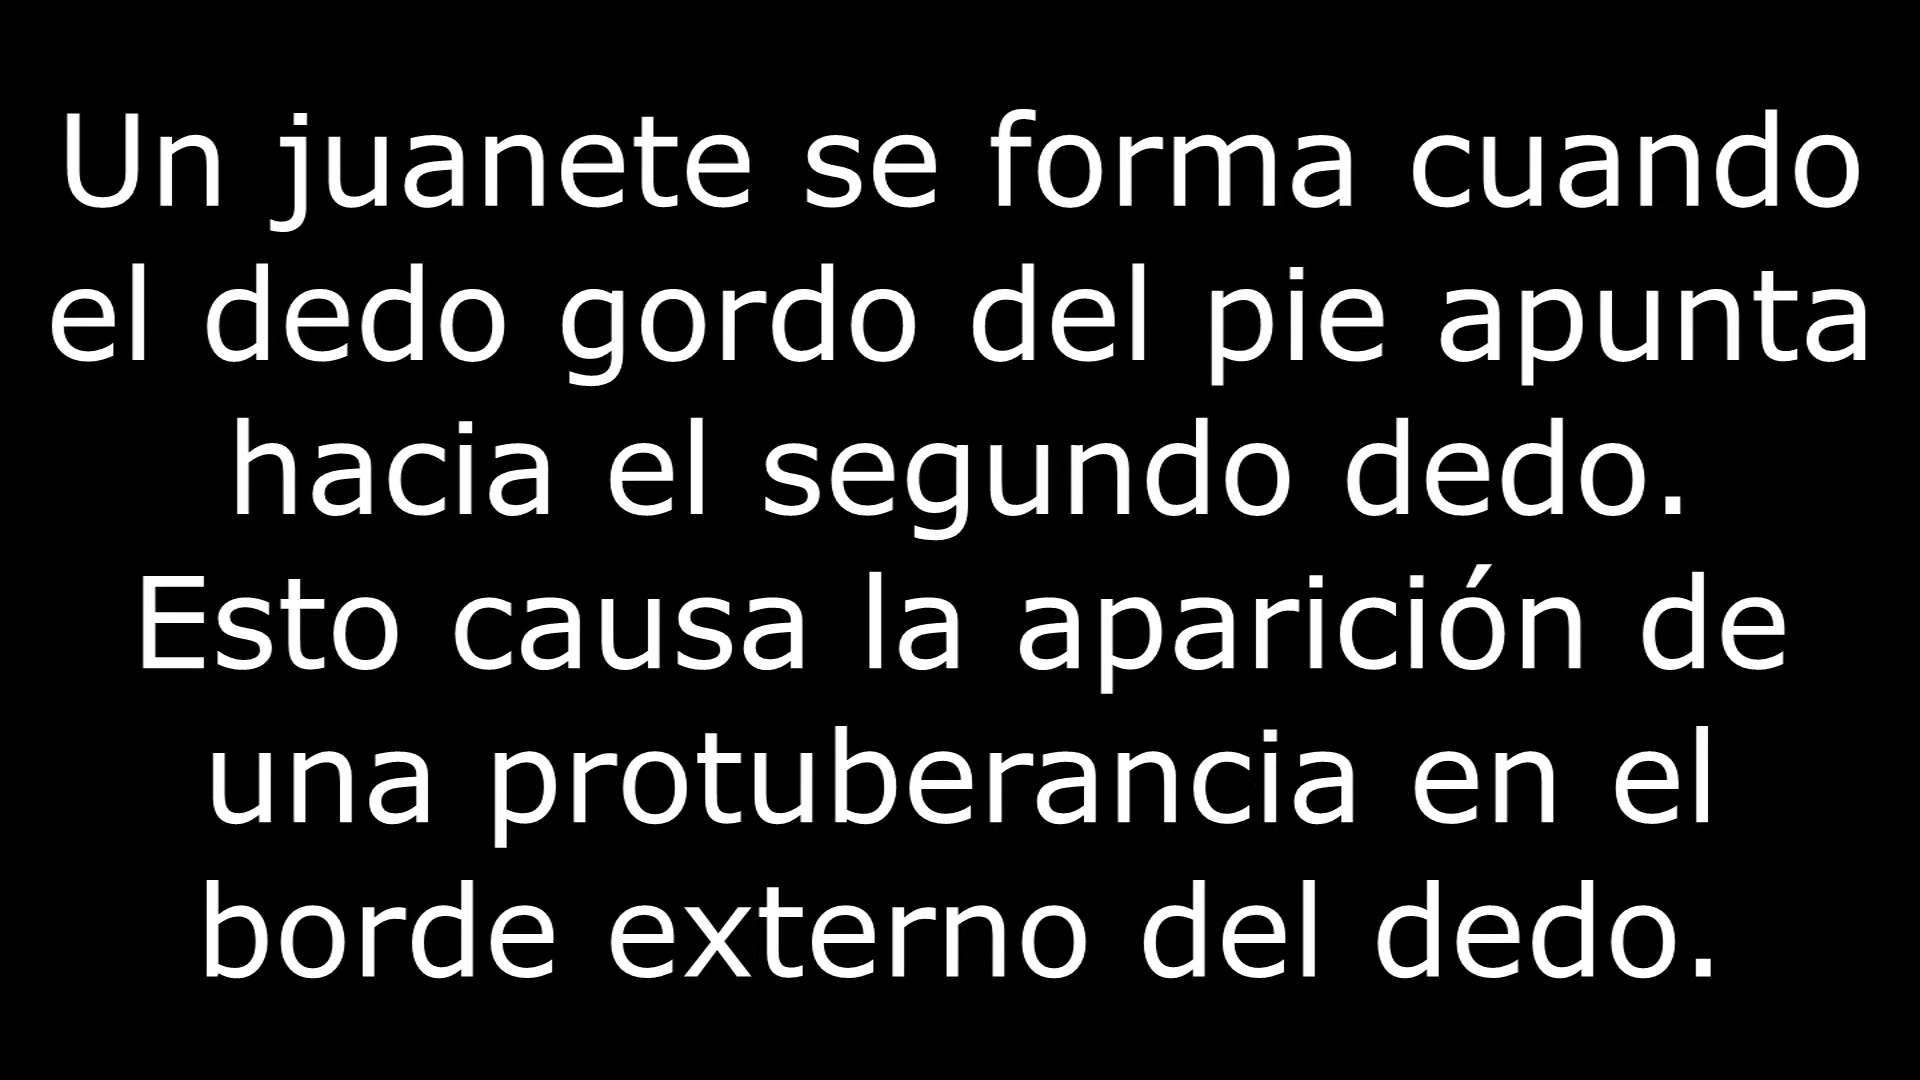 Un juanete se forma cuando
el dedo gordo del pie apunta
hacia el segundo dedo.
Esto causa la aparición de
una protuberancia en el
borde externo del dedo.